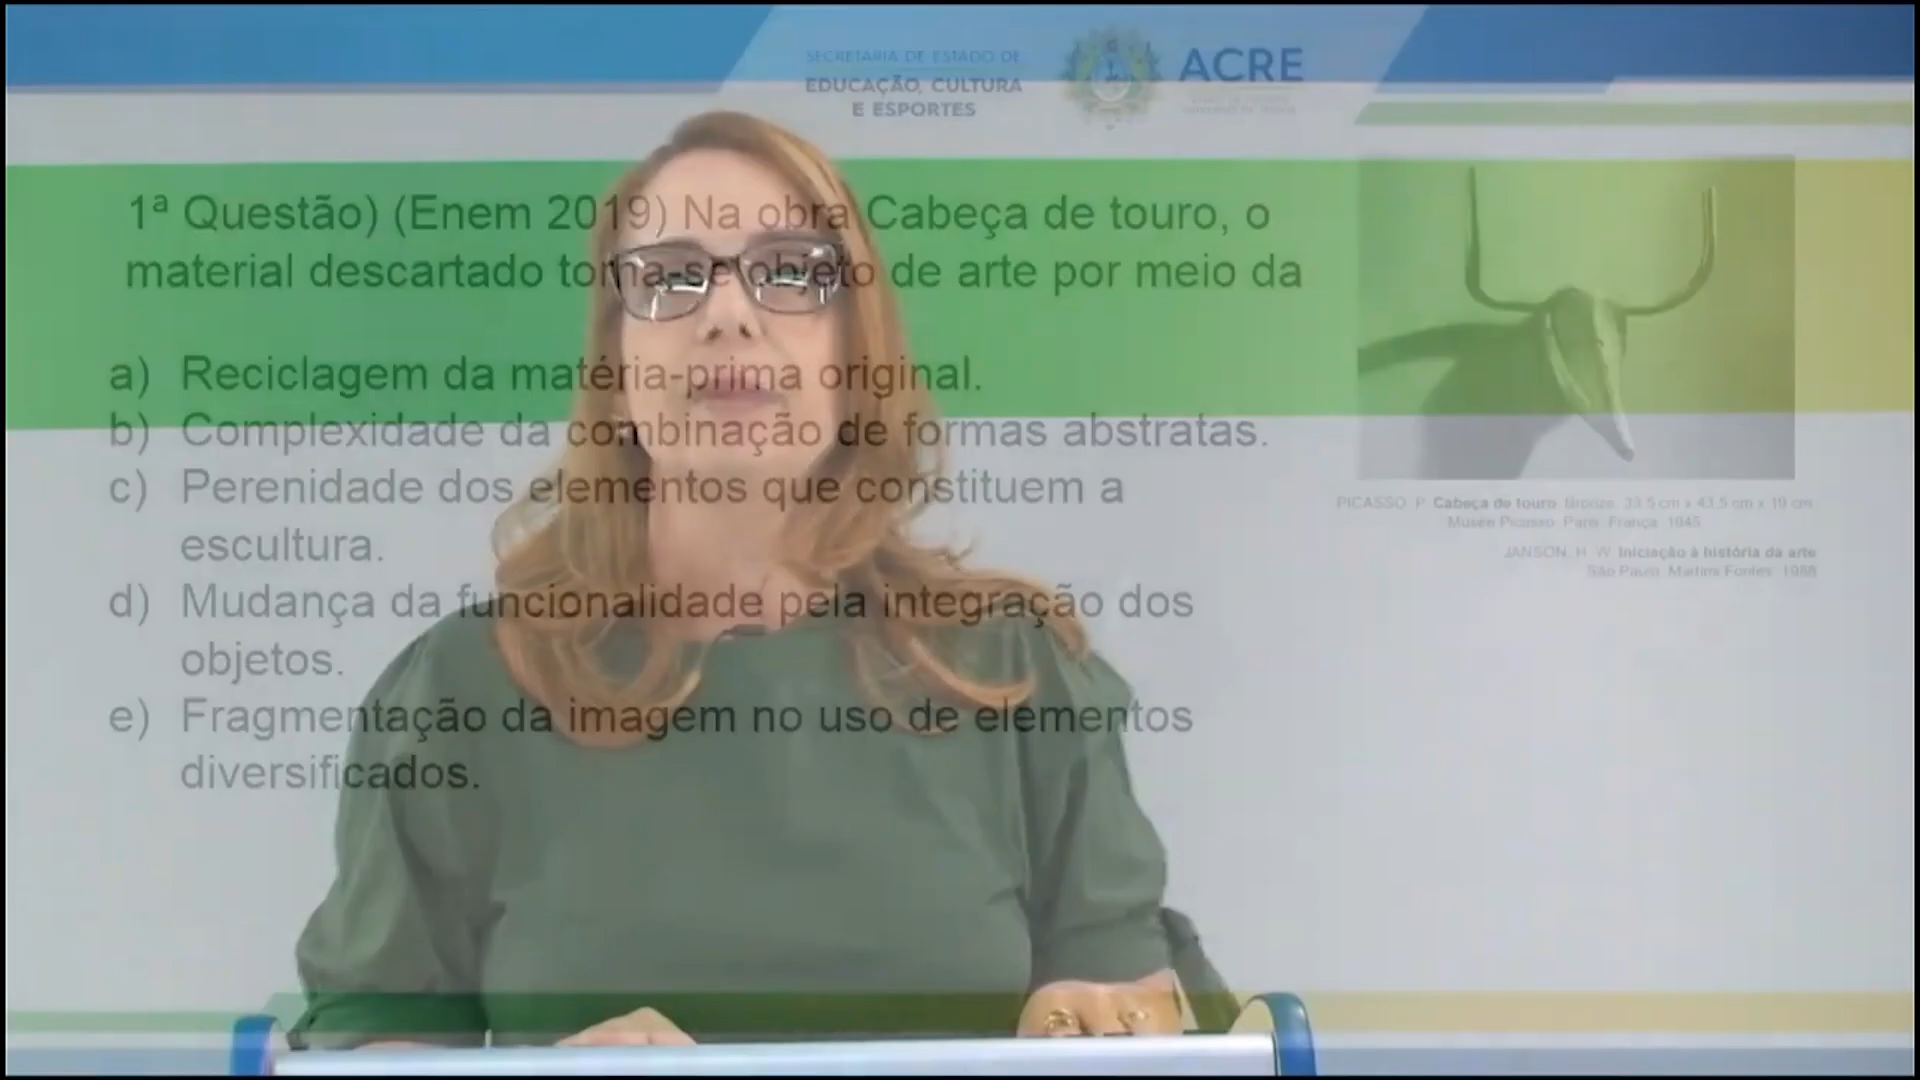 SECRETARIA DE ESTADO DE
EDUCAÇÃO, CULTURA
E ESPORTES
ACRE
1ª Questão) (Enem 2019) Na obra Cabeça de touro, o
material descartado torna-se objeto de arte por meio da
a) Reciclagem da matéria-prima original.
b) Complexidade da combinação de formas abstratas.
c) Perenidade dos elementos que constituem a
escultura.
d) Mudança da funcionalidade pela integração dos
objetos.
e) Fragmentação da imagem no uso de elementos
diversificados.
PICASSO, P. Cabeça de touro. Bronze, 33,5 cm x 43,5 cm x 19 cm.
Musée Picasso, Paris, França, 1945.
JANSON, H. W. Iniciação à história da arte.
São Paulo: Martins Fontes, 1988